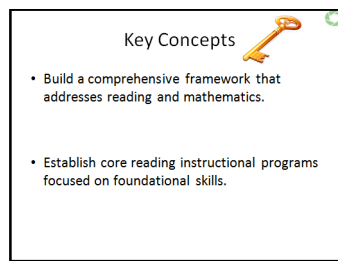 Key Concepts
• Build a comprehensive framework that
addresses reading and mathematics.
• Establish core reading instructional programs
focused on foundational skills.